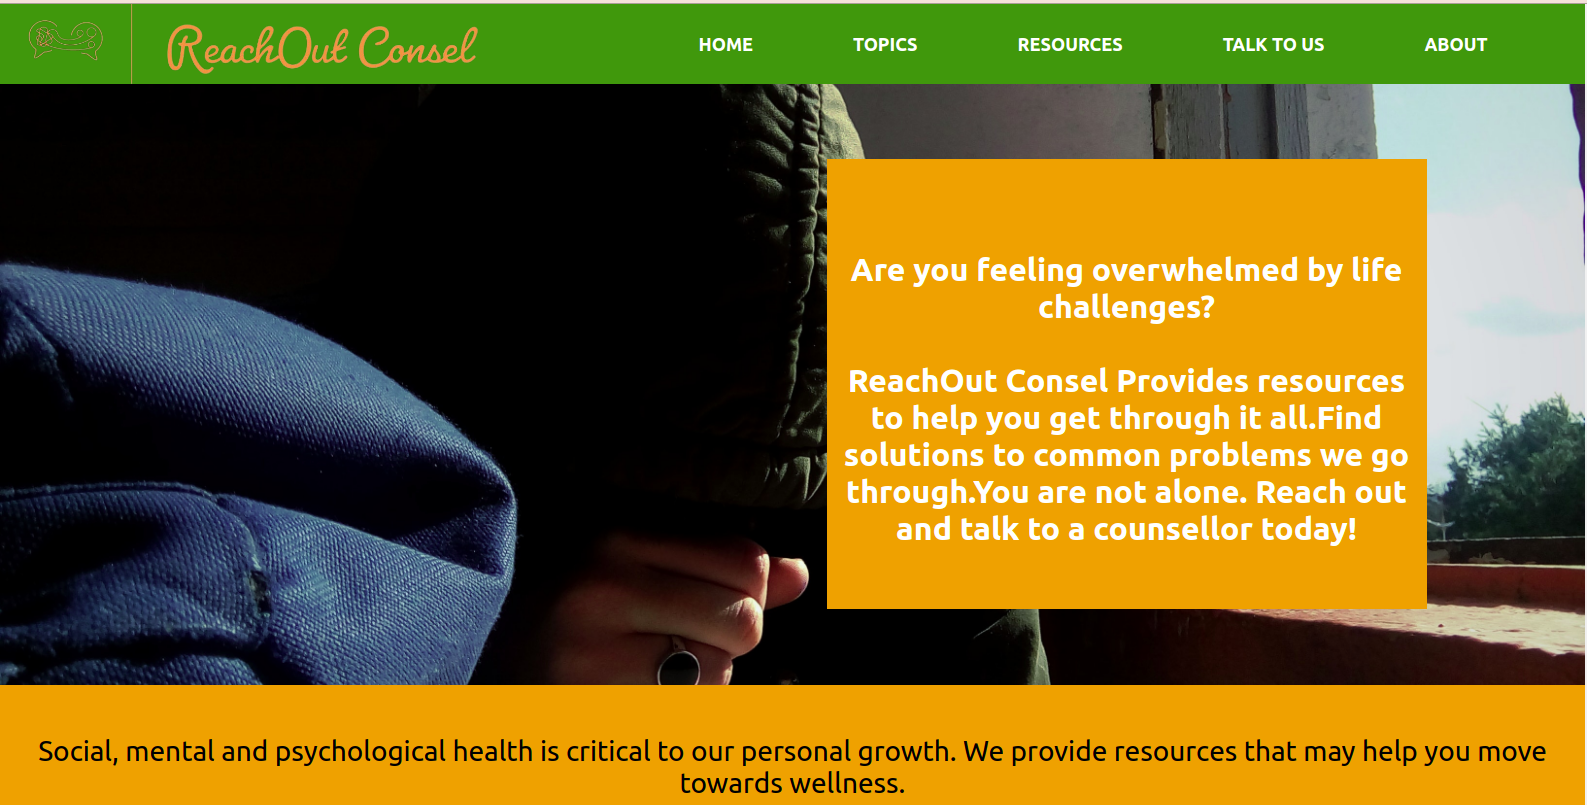 ReachOut Consel
HOME TOPICS RESOURCES TALK TO US ABOUT
Are you feeling overwhelmed by life
challenges?
ReachOut Consel Provides resources
to help you get through it all.Find
solutions to common problems we go
through.You are not alone. Reach out
and talk to a counsellor today!
Social, mental and psychological health is critical to our personal growth. We provide resources that may help you move
towards wellness.